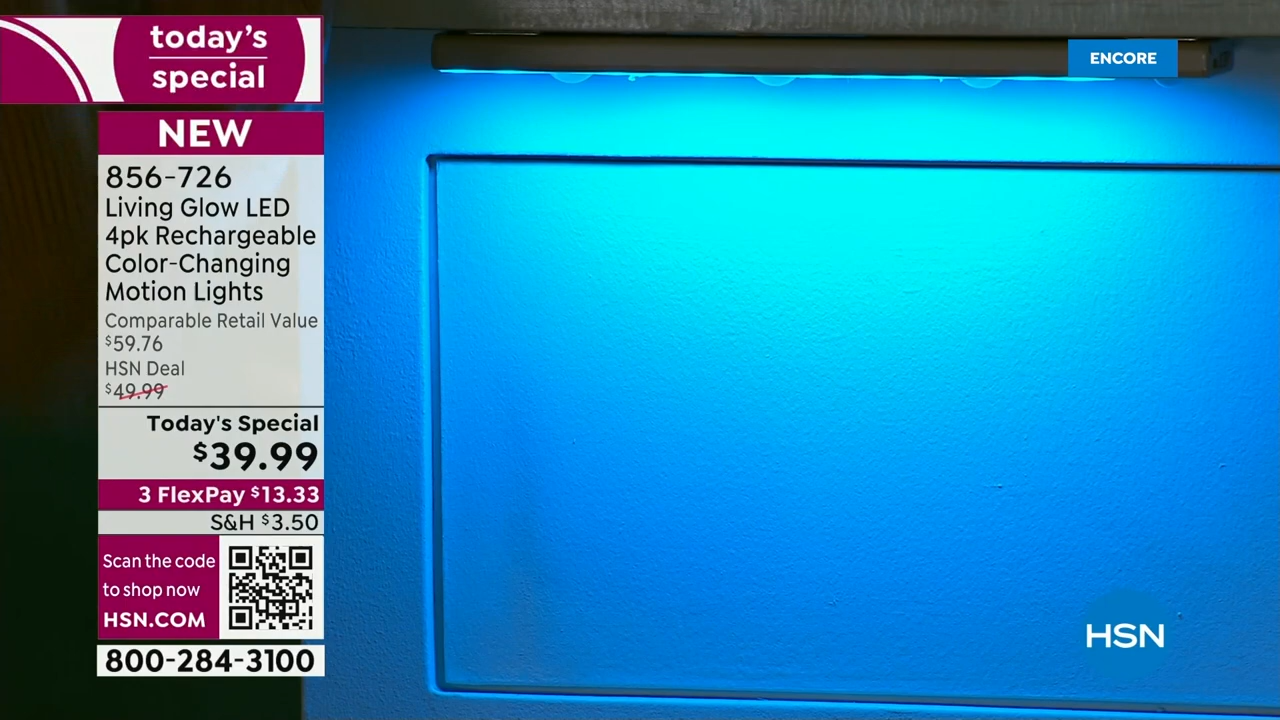 today's
special
ENCORE
NEW
856-726
Living Glow LED
4pk Rechargeable
Color-Changing
Motion Lights
Comparable Retail Value
$59.76
HSN Deal
$49.99
Today's Special
$39.99
3 FlexPay $13.33
S&H $3.50
Scan the code
to shop now
HSN.COM
800-284-3100
HSN